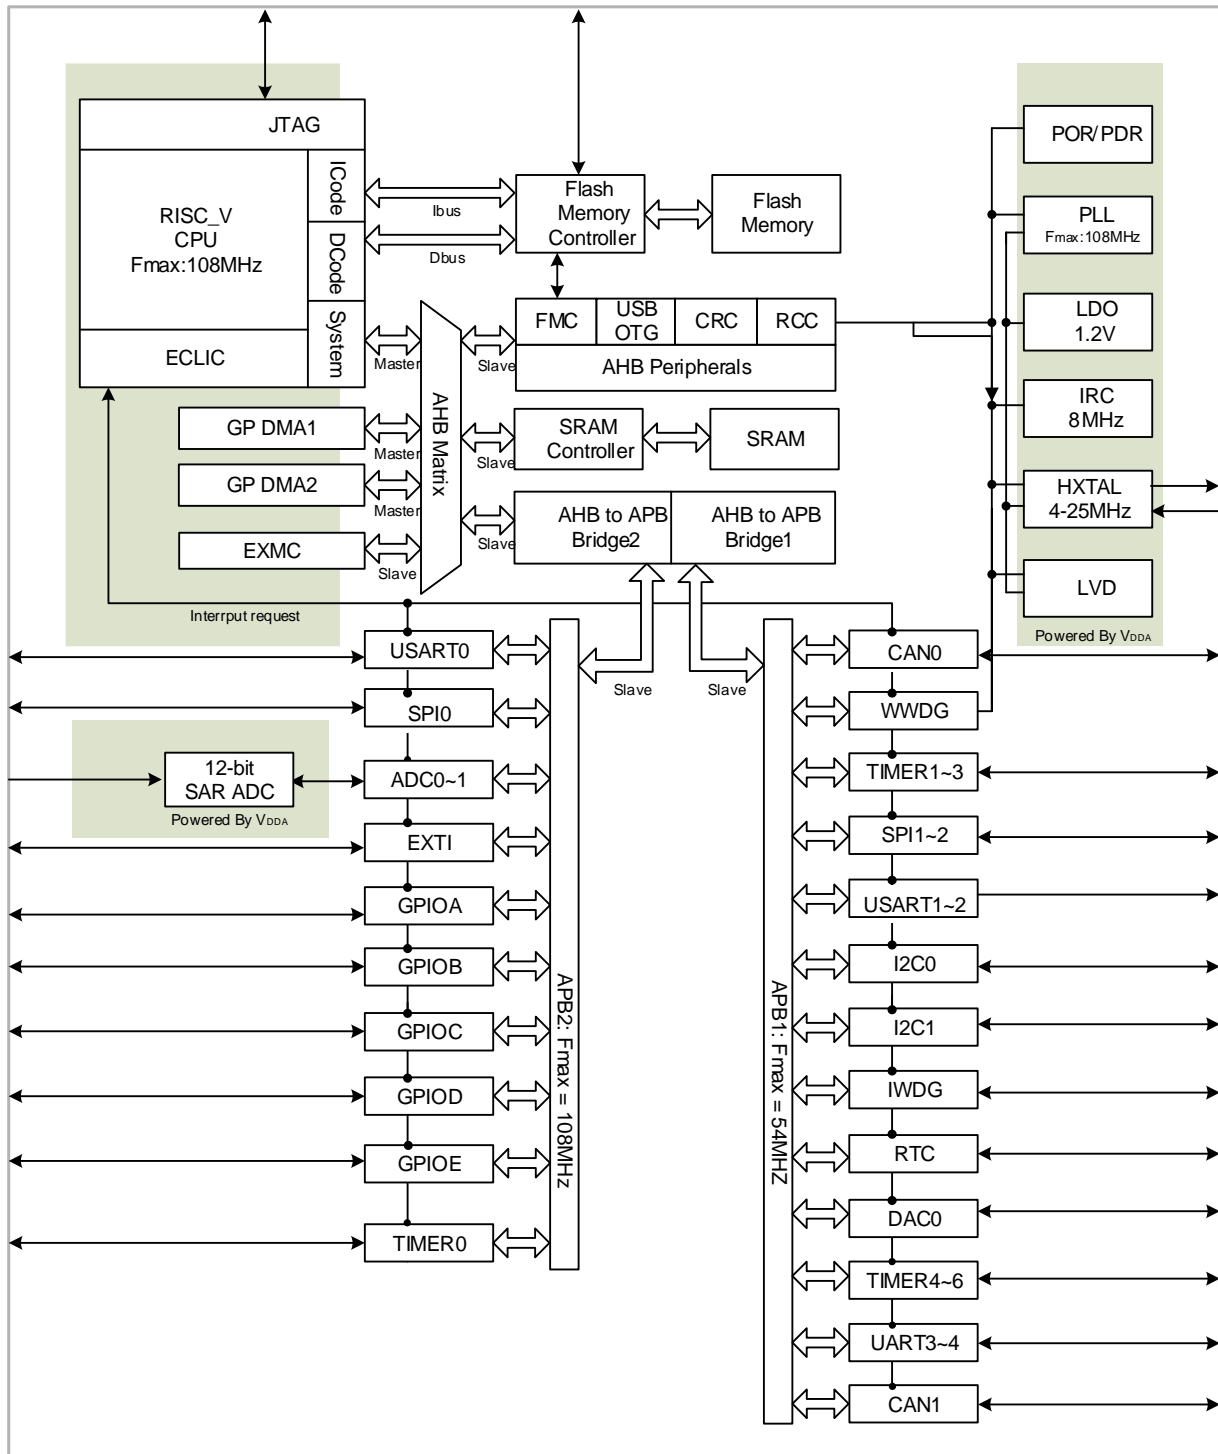 JTAG
RISC_V
CPU
Fmax:108MHz
ICode
DCode
System
ECLIC
Ibus
Dbus
Flash
Memory
Controller
Flash
Memory
FMC
USB
OTG
CRC
RCC
AHB Peripherals
Master
Slave
GP DMA1
Master
GP DMA2
Master
EXMC
Slave
AHB Matrix
SRAM
Controller
Slave
SRAM
AHB to APB
Bridge2
AHB to APB
Bridge1
Slave
POR/PDR
PLL
Fmax:108MHz
LDO
1.2V
IRC
8MHz
HXTAL
4-25MHz
LVD
Powered By VDDA
Interrput request
Slave
Slave
USART0
SPI0
12-bit
SAR ADC
Powered By VDDA
ADC0~1
EXTI
GPIOA
GPIOB
GPIOC
GPIOD
GPIOE
TIMER0
APB2: Fmax = 108MHz
APB1: Fmax = 54MHZ
CAN0
WWDG
TIMER1~3
SPI1~2
USART1~2
I2C0
I2C1
IWDG
RTC
DAC0
TIMER4~6
UART3~4
CAN1